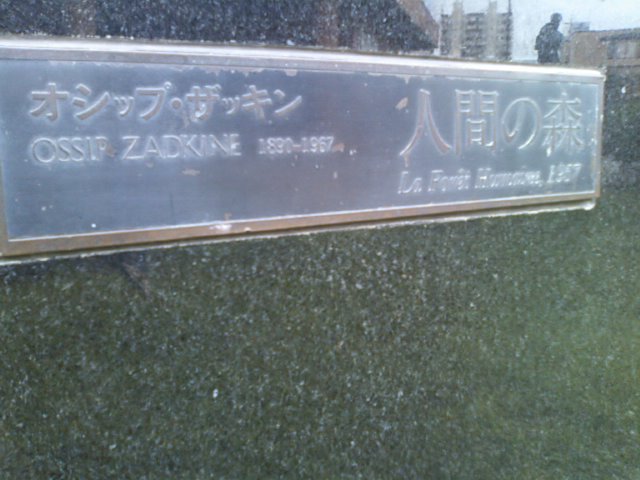 オシップ・ザッキン
OSSIP ZADKINE 1890–1967
人間の森
La Forêt Humaine, 1957